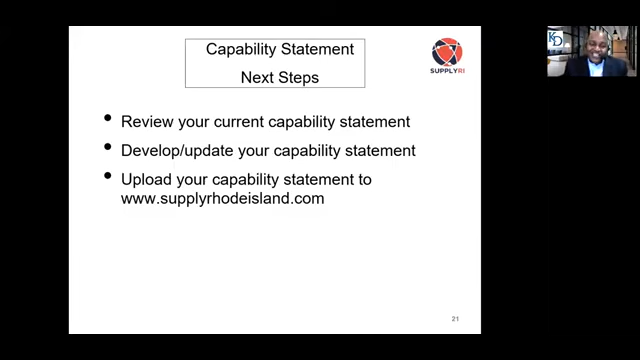 Capability Statement
Next Steps
SUPPLYRI
• Review your current capability statement
• Develop/update your capability statement
• Upload your capability statement to
www.supplyrhodeisland.com
21
KD